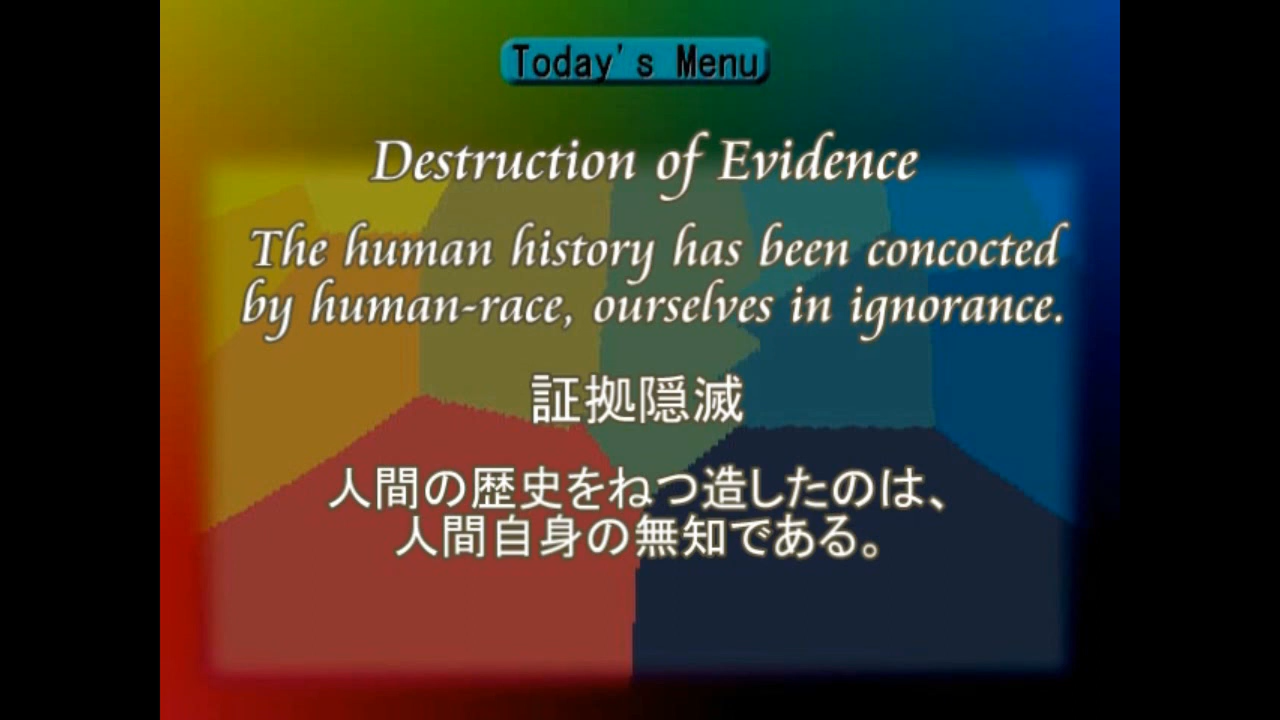 Today's Menu
Destruction of Evidence
The human history has been concocted
by human-race, ourselves in ignorance.
証拠隠滅
人間の歴史をねつ造したのは、
人間自身の無知である。